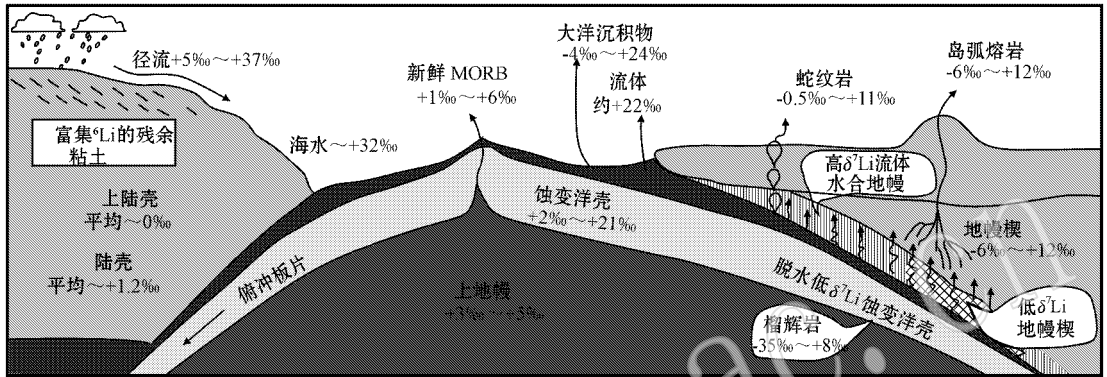 径流+5‰～+37‰
富集⁶Li的残余
粘土
上陆壳
平均～0‰
陆壳
平均～+1.2‰
海水～+32‰
新鲜 MORB
+1‰～+6‰
大洋沉积物
-4‰～+24‰
流体
约+22‰
蛇纹岩
-0.5‰～+11‰
岛弧熔岩
-6‰～+12‰
高δ⁷Li流体
水合地幔
蚀变洋壳
+2‰～+21‰
地幔楔
-6‰～+12‰
俯冲板片
上地幔
+3‰～+5‰
脱水低δ⁷Li蚀变洋壳
榴辉岩
-35‰～+8‰
低δ⁷Li
地幔楔